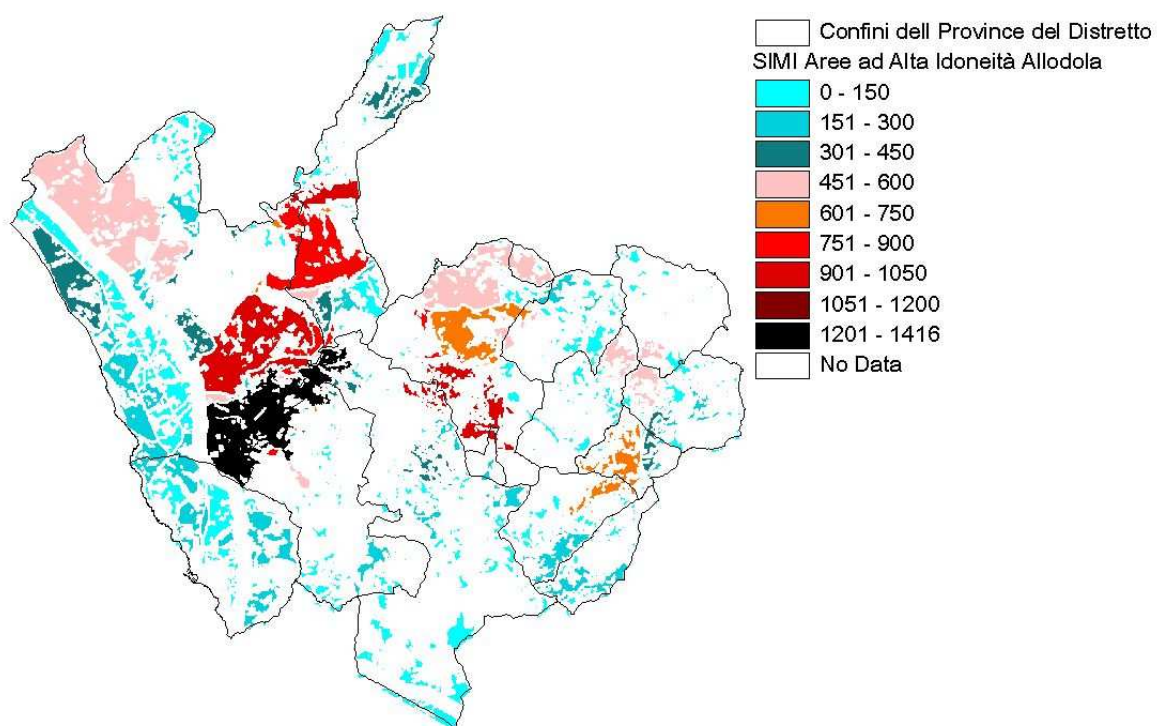 Confini dell Province del Distretto
SIMI Aree ad Alta Idoneità Allodola
0 - 150
151 - 300
301 - 450
451 - 600
601 - 750
751 - 900
901 - 1050
1051 - 1200
1201 - 1416
No Data